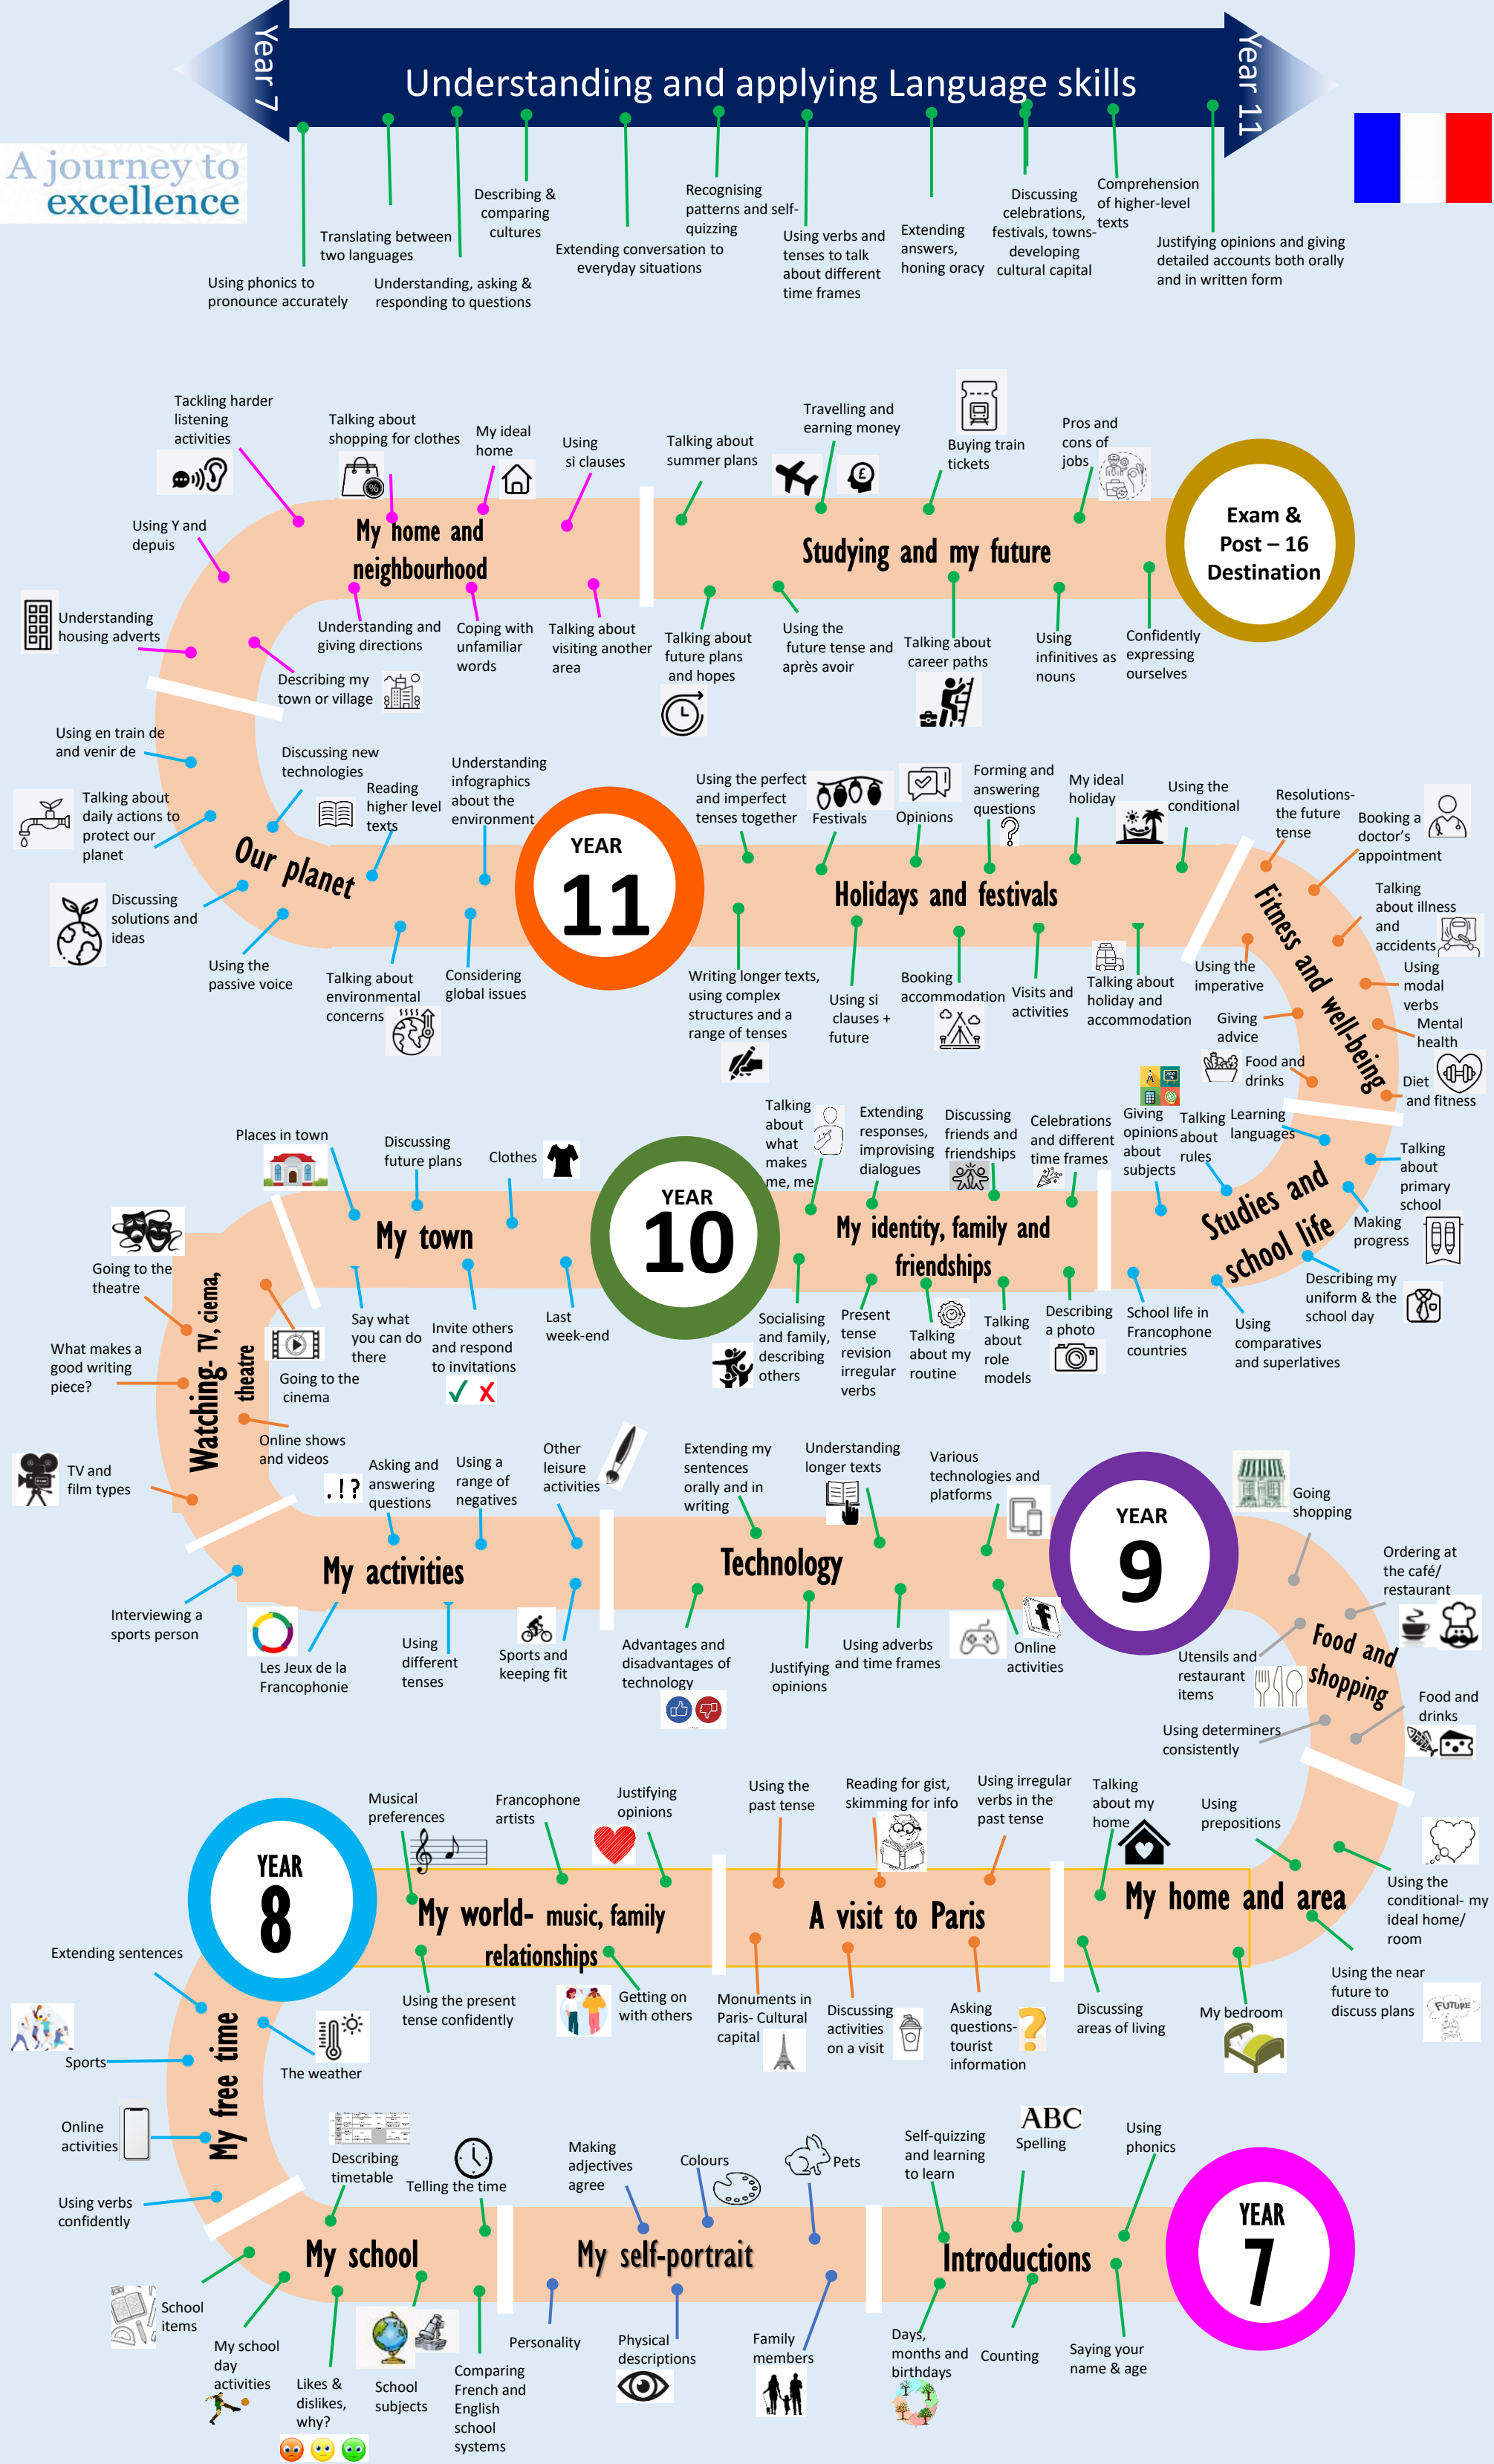 Year 7
Understanding and applying Language skills
Year 11
A journey to
excellence
Using phonics to
pronounce accurately
Translating between
two languages
Understanding, asking &
responding to questions
Describing &
comparing
cultures
Extending conversation to
everyday situations
Recognising
patterns and self-
quizzing
Using verbs and
tenses to talk
about different
time frames
Extending
answers,
honing oracy
Discussing
celebrations,
festivals, towns-
developing
cultural capital
Comprehension
of higher-level
texts
Justifying opinions and giving
detailed accounts both orally
and in written form
Tackling harder
listening
activities
Talking about
shopping for clothes
%
My ideal
home
Using
si clauses
Talking about
summer plans
Travelling and
earning money
£
Buying train
tickets
Pros and
cons of
jobs
Exam &
Post – 16
Destination
Using Y and
depuis
My home and
neighbourhood
Studying and my future
Understanding
housing adverts
Describing my
town or village
Understanding and
giving directions
Coping with
unfamiliar
words
Talking about
visiting another
area
Talking about
future plans
and hopes
Using the
future tense and
après avoir
Talking about
career paths
Using
infinitives as
nouns
Confidently
expressing
ourselves
Using en train de
and venir de
Talking about
daily actions to
protect our
planet
Discussing
solutions and
ideas
Using the
passive voice
Discussing new
technologies
Reading
higher level
texts
Understanding
infographics
about the
environment
Our planet
Talking about
environmental
concerns
Considering
global issues
YEAR
11
Using the perfect
and imperfect
tenses together
Festivals
Opinions
Forming and
answering
questions
?
My ideal
holiday
Using the
conditional
Holidays and festivals
Writing longer texts,
using complex
structures and a
range of tenses
Using si
clauses +
future
Booking
accommodation
Visits and
activities
Talking about
holiday and
accommodation
Resolutions-
the future
tense
Booking a
doctor's
appointment
Talking
about illness
and
accidents
Using
modal
verbs
Mental
health
Diet
and fitness
Fitness and well-being
Using the
imperative
Giving
advice
Food and
drinks
Learning
languages
Talking
about
rules
Giving
opinions
about
subjects
Talking
about
primary
school
Making
progress
Describing my
uniform & the
school day
Studies and
school life
Using
comparatives
and superlatives
School life in
Francophone
countries
Celebrations
and different
time frames
Discussing
friends and
friendships
Extending
responses,
improvising
dialogues
Talking
about
what
makes
me, me
My identity, family and
friendships
Describing
a photo
Talking
about
role
models
Talking
about my
routine
Present
tense
revision
irregular
verbs
Socialising
and family,
describing
others
YEAR
10
Places in town
Discussing
future plans
Clothes
My town
Say what
you can do
there
Invite others
and respond
to invitations
✓ X
Last
week-end
Going to the
theatre
What makes a
good writing
piece?
TV and
film types
Watching- TV, ciema,
theatre
Going to the
cinema
Online shows
and videos
Interviewing a
sports person
. ! ?
Asking and
answering
questions
Using a
range of
negatives
Other
leisure
activities
My activities
Les Jeux de la
Francophonie
Using
different
tenses
Sports and
keeping fit
Extending my
sentences
orally and in
writing
Understanding
longer texts
Various
technologies and
platforms
Technology
Advantages and
disadvantages of
technology
Justifying
opinions
Using adverbs
and time frames
f
Online
activities
YEAR
9
Going
shopping
Ordering at
the café/
restaurant
Food and
shopping
Utensils and
restaurant
items
Using determiners
consistently
Food and
drinks
Using
prepositions
Talking
about my
home
My home and area
Using the
conditional- my
ideal home/
room
Using the near
future to
discuss plans
FUTURE
My bedroom
Discussing
areas of living
Using the
past tense
Reading for gist,
skimming for info
Using irregular
verbs in the
past tense
A visit to Paris
Monuments in
Paris- Cultural
capital
Discussing
activities
on a visit
Asking
questions-
tourist
information
?
Musical
preferences
Francophone
artists
Justifying
opinions
My world- music, family
relationships
Using the present
tense confidently
Getting on
with others
YEAR
8
Extending sentences
Sports
Online
activities
Using verbs
confidently
My free time
The weather
Describing
timetable
Telling the time
My school
School
items
My school
day
activities
Likes &
dislikes,
why?
School
subjects
Comparing
French and
English
school
systems
Making
adjectives
agree
Colours
Pets
My self-portrait
Personality
Physical
descriptions
Family
members
Self-quizzing
and learning
to learn
ABC
Spelling
Using
phonics
Introductions
Days,
months and
birthdays
Counting
Saying your
name & age
YEAR
7